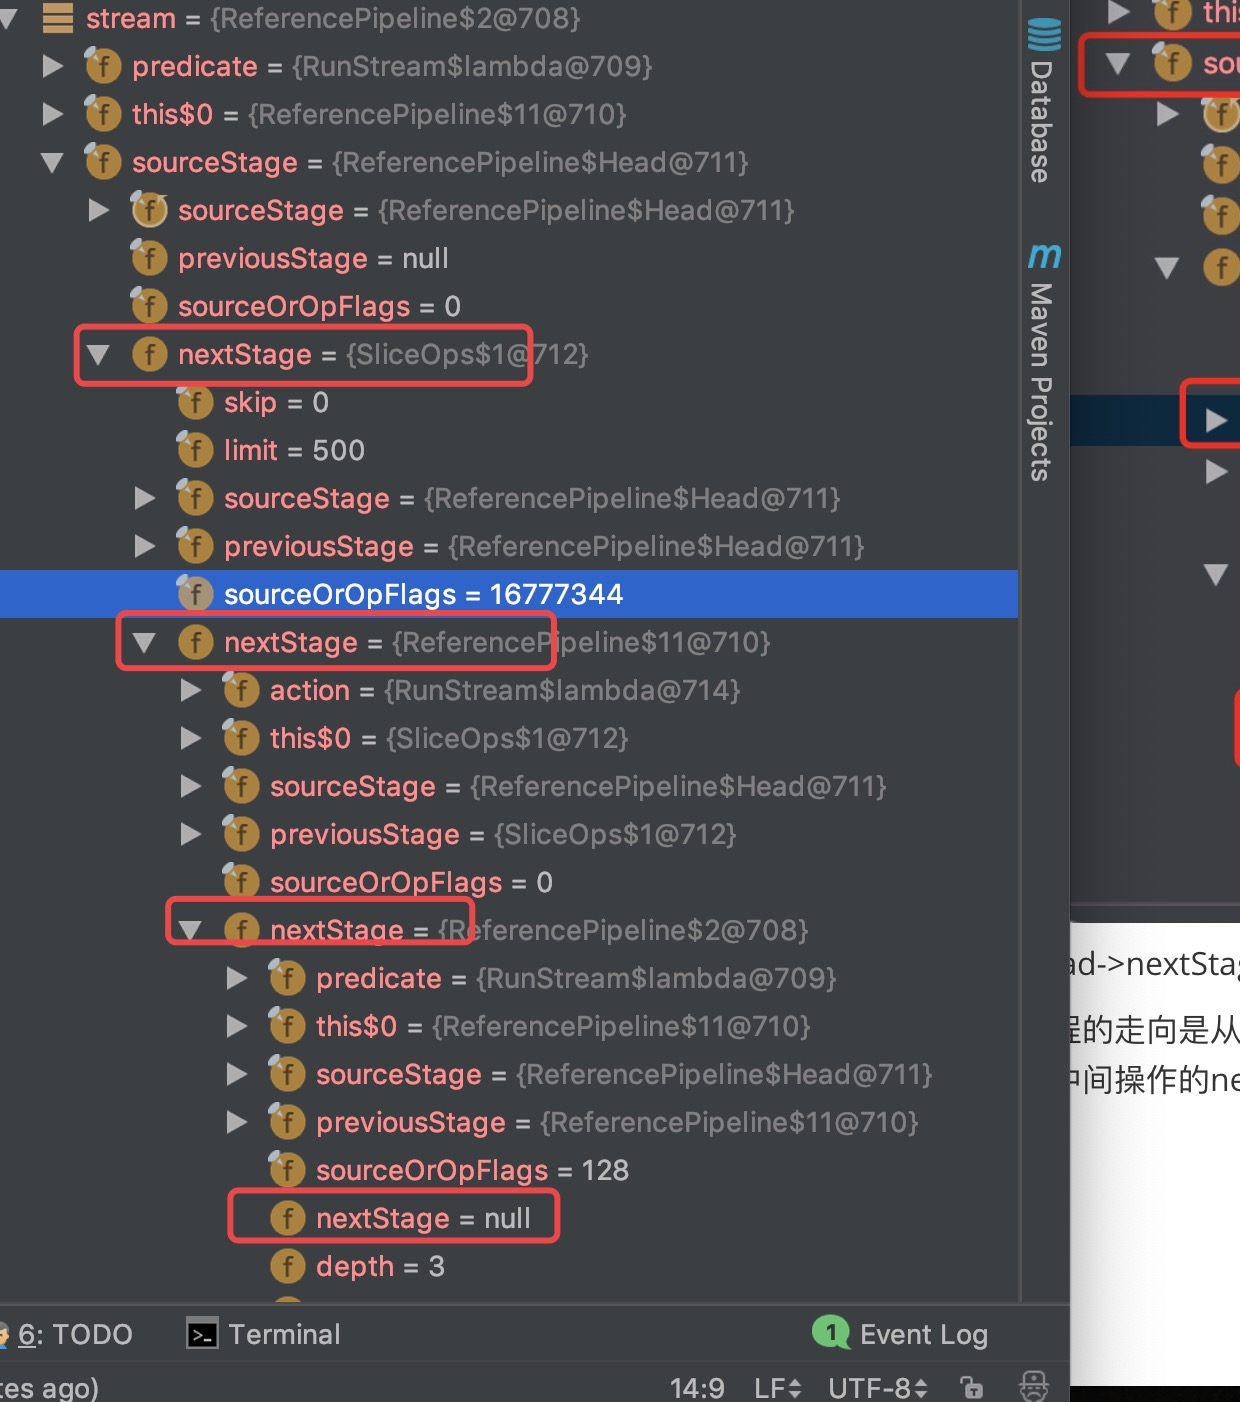 stream = {ReferencePipeline$2@708}
predicate = {RunStream$lambda@709}
this$0 = {ReferencePipeline$11@710}
sourceStage = {ReferencePipeline$Head@711}
sourceStage = {ReferencePipeline$Head@711}
previousStage = null
sourceOrOpFlags = 0
nextStage = {SliceOps$1@712}
skip = 0
limit = 500
sourceStage = {ReferencePipeline$Head@711}
previousStage = {ReferencePipeline$Head@711}
sourceOrOpFlags = 16777344
nextStage = {ReferencePipeline$11@710}
action = {RunStream$lambda@714}
this$0 = {SliceOps$1@712}
sourceStage = {ReferencePipeline$Head@711}
previousStage = {SliceOps$1@712}
sourceOrOpFlags = 0
nextStage = {ReferencePipeline$2@708}
predicate = {RunStream$lambda@709}
this$0 = {ReferencePipeline$11@710}
sourceStage = {ReferencePipeline$Head@711}
previousStage = {ReferencePipeline$11@710}
sourceOrOpFlags = 128
nextStage = null
depth = 3
6: TODO
Terminal
1 Event Log
tes ago)
14:9 LF UTF-8
Database
m Maven Projects
this
sou
ad->nextSta
程的走向是从
中间操作的ne